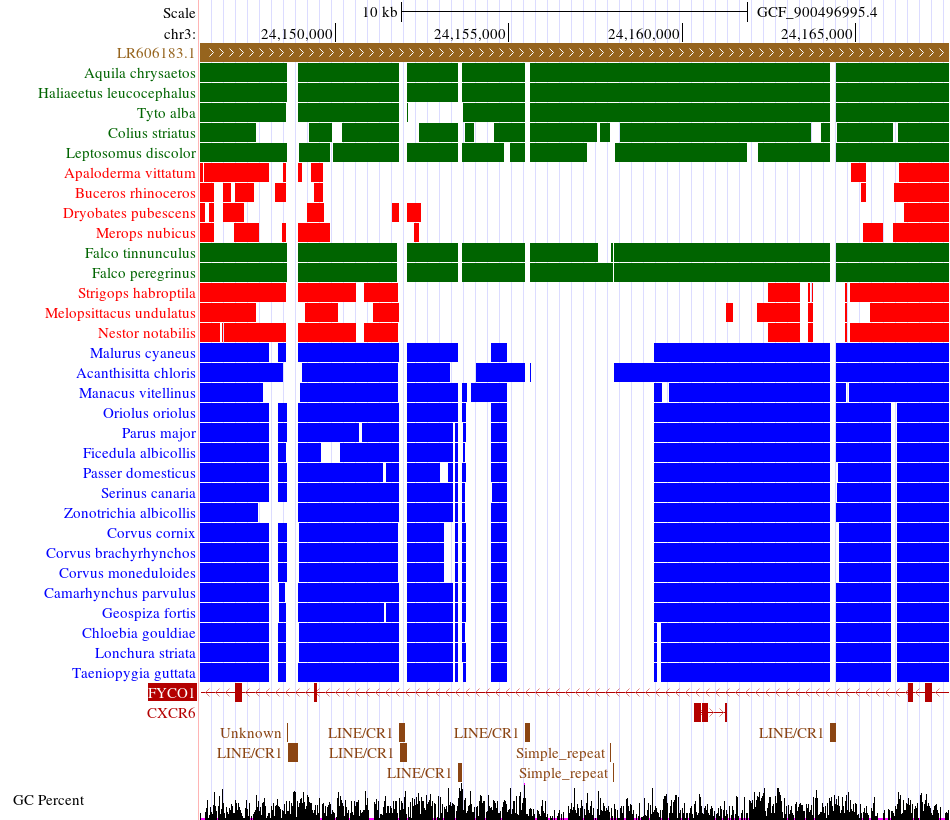 Scale 10 kb GCF_900496995.4
chr3: 24,150,000 24,155,000 24,160,000 24,165,000
LR606183.1
Aquila chrysaetos
Haliaeetus leucocephalus
Tyto alba
Colius striatus
Leptosomus discolor
Apaloderma vittatum
Buceros rhinoceros
Dryobates pubescens
Merops nubicus
Falco tinnunculus
Falco peregrinus
Strigops habroptila
Melopsittacus undulatus
Nestor notabilis
Malurus cyaneus
Acanthisitta chloris
Manacus vitellinus
Oriolus oriolus
Parus major
Ficedula albicollis
Passer domesticus
Serinus canaria
Zonotrichia albicollis
Corvus cornix
Corvus brachyrhynchos
Corvus moneduloides
Camarhynchus parvulus
Geospiza fortis
Chloebia gouldiae
Lonchura striata
Taeniopygia guttata
FYCO1
CXCR6
Unknown LINE/CR1 LINE/CR1 LINE/CR1
LINE/CR1 LINE/CR1 Simple_repeat
LINE/CR1 Simple_repeat
GC Percent